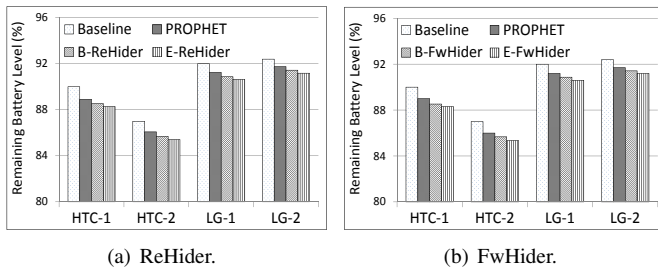 Remaining Battery Level (%)
96
92
88
84
80
Baseline
PROPHET
B-ReHider
E-ReHider
HTC-1 HTC-2 LG-1 LG-2
(a) ReHider.
Remaining Battery Level (%)
96
92
88
84
80
Baseline
PROPHET
B-FwHider
E-FwHider
HTC-1 HTC-2 LG-1 LG-2
(b) FwHider.